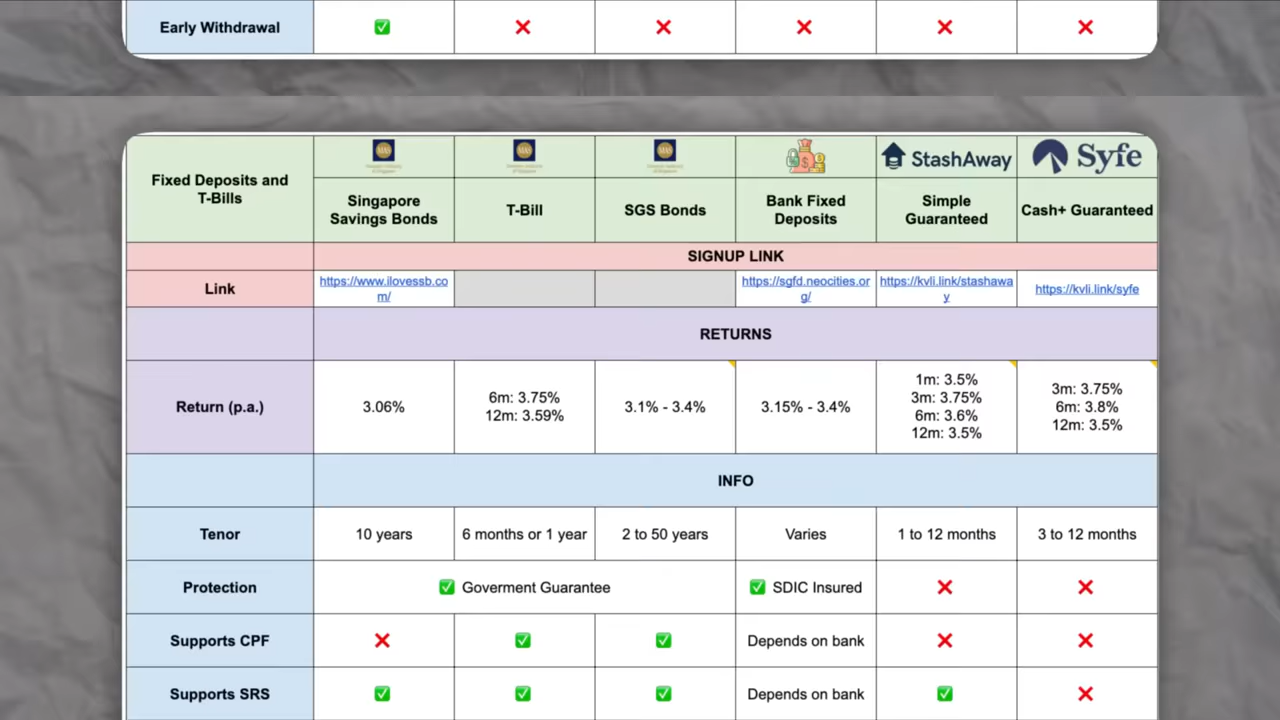 Early Withdrawal ✅ ❌ ❌ ❌ ❌ ❌
StashAway Syfe
Fixed Deposits and
T-Bills
Singapore
Savings Bonds
T-Bill
SGS Bonds
Bank Fixed
Deposits
Simple
Guaranteed
Cash+ Guaranteed
SIGNUP LINK
Link
https://www.ilovessb.co
m/
https://sgfd.neocities.or
g/
https://kvli.link/stashawa
y
https://kvli.link/syfe
RETURNS
Return (p.a.)
3.06%
6m: 3.75%
12m: 3.59%
3.1% - 3.4%
3.15% - 3.4%
1m: 3.5%
3m: 3.75%
6m: 3.6%
12m: 3.5%
3m: 3.75%
6m: 3.8%
12m: 3.5%
INFO
Tenor 10 years 6 months or 1 year 2 to 50 years Varies 1 to 12 months 3 to 12 months
Protection ✅ Goverment Guarantee ✅ SDIC Insured ❌ ❌
Supports CPF ❌ ✅ ✅ Depends on bank ❌ ❌
Supports SRS ✅ ✅ ✅ Depends on bank ✅ ❌